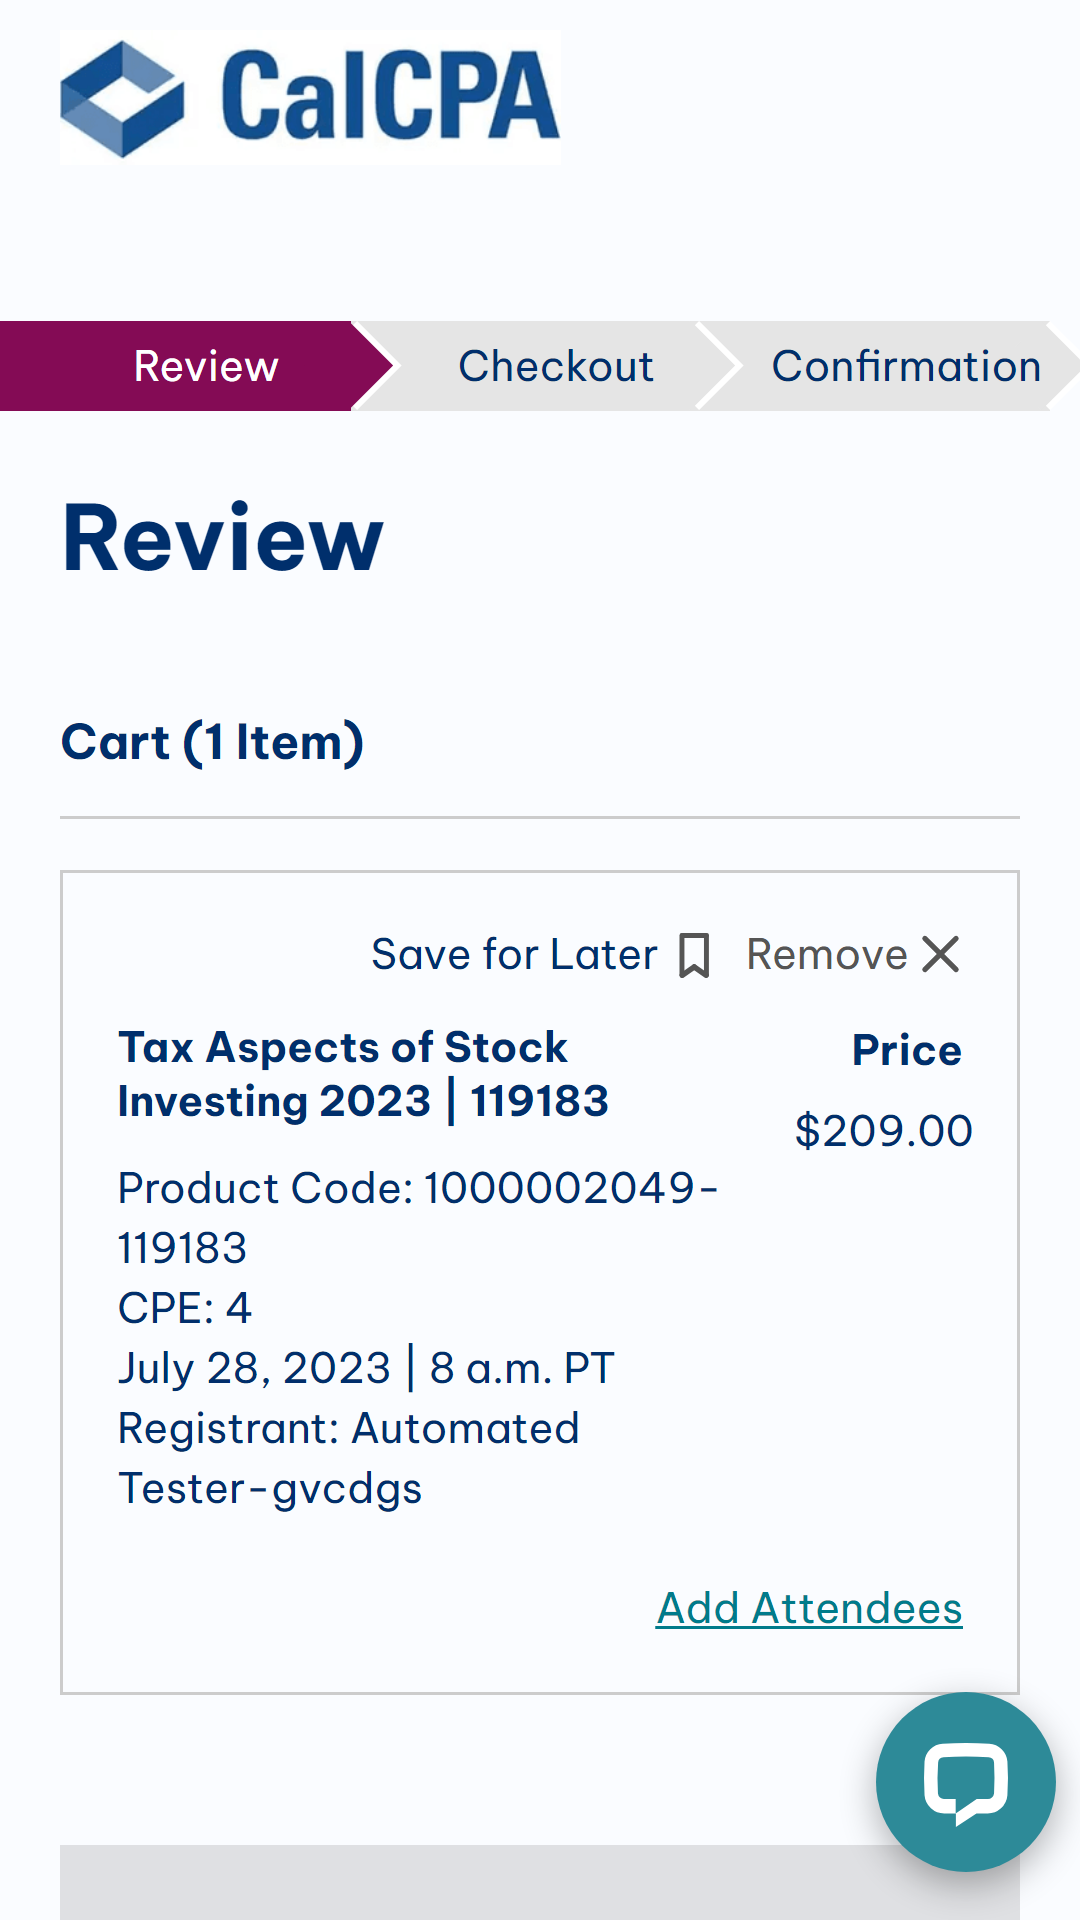 CalCPA
Review
Checkout
Confirmation
Review
Cart (1 Item)
Save for Later
Remove
Tax Aspects of Stock
Investing 2023 | 119183
Price
$209.00
Product Code: 1000002049-
119183
CPE: 4
July 28, 2023 | 8 a.m. PT
Registrant: Automated
Tester-gvcdgs
Add Attendees